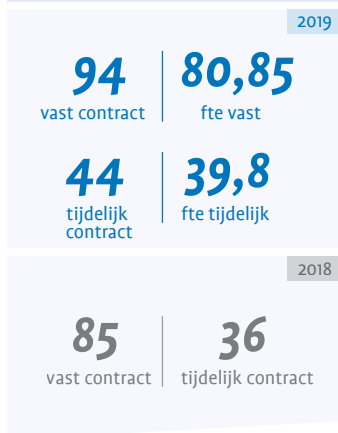 2019
94
80,85
vast contract
fte vast
44
39,8
tijdelijk
contract
fte tijdelijk
2018
85
36
vast contract
tijdelijk contract